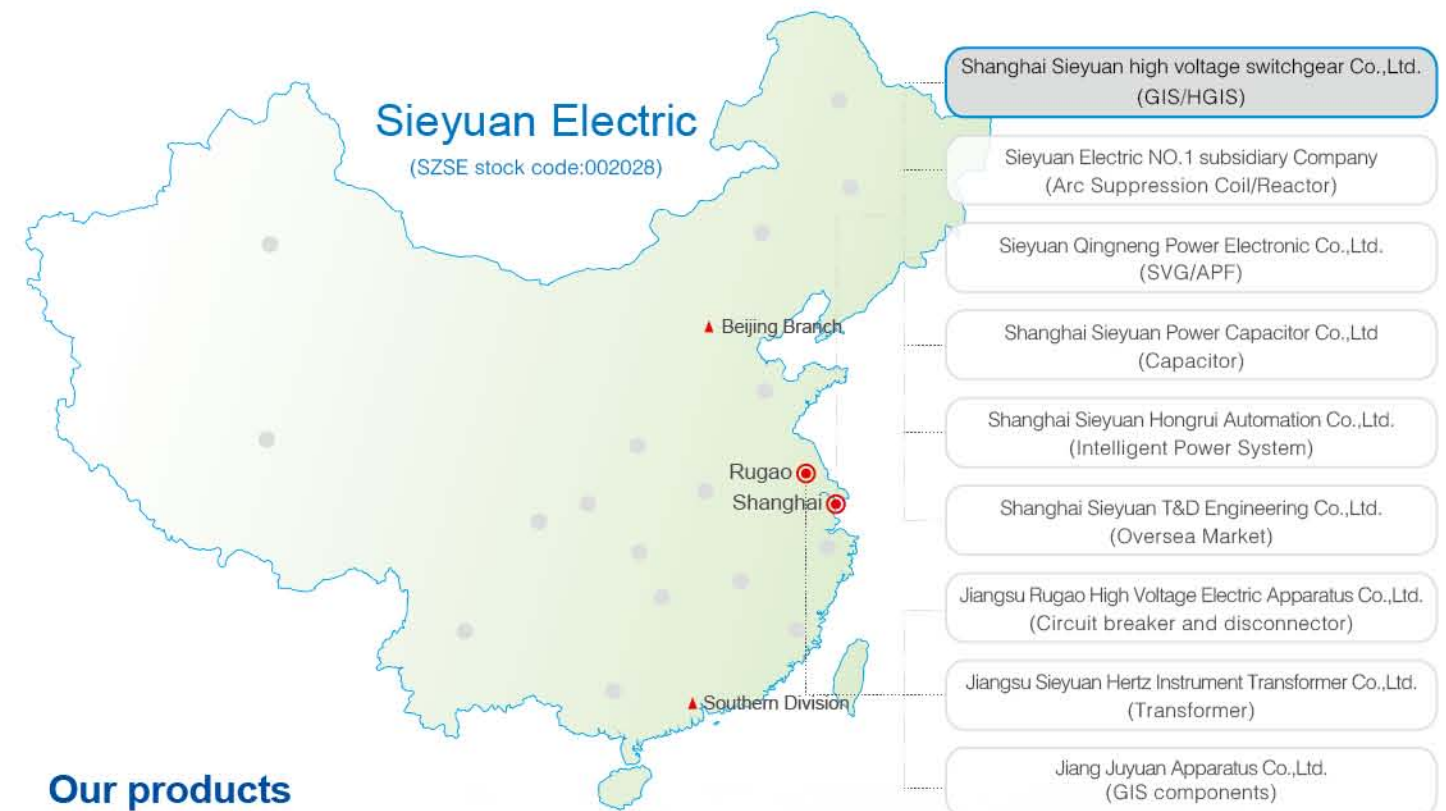 Sieyuan Electric
(SZSE stock code:002028)
Beijing Branch
Rugao
Shanghai
Southern Division
Shanghai Sieyuan high voltage switchgear Co.,Ltd.
(GIS/HGIS)
Sieyuan Electric NO.1 subsidiary Company
(Arc Suppression Coil/Reactor)
Sieyuan Qingneng Power Electronic Co.,Ltd.
(SVG/APF)
Shanghai Sieyuan Power Capacitor Co.,Ltd
(Capacitor)
Shanghai Sieyuan Hongrui Automation Co.,Ltd.
(Intelligent Power System)
Shanghai Sieyuan T&D Engineering Co.,Ltd.
(Oversea Market)
Jiangsu Rugao High Voltage Electric Apparatus Co.,Ltd.
(Circuit breaker and disconnector)
Jiangsu Sieyuan Hertz Instrument Transformer Co.,Ltd.
(Transformer)
Jiang Juyuan Apparatus Co.,Ltd.
(GIS components)
Our products